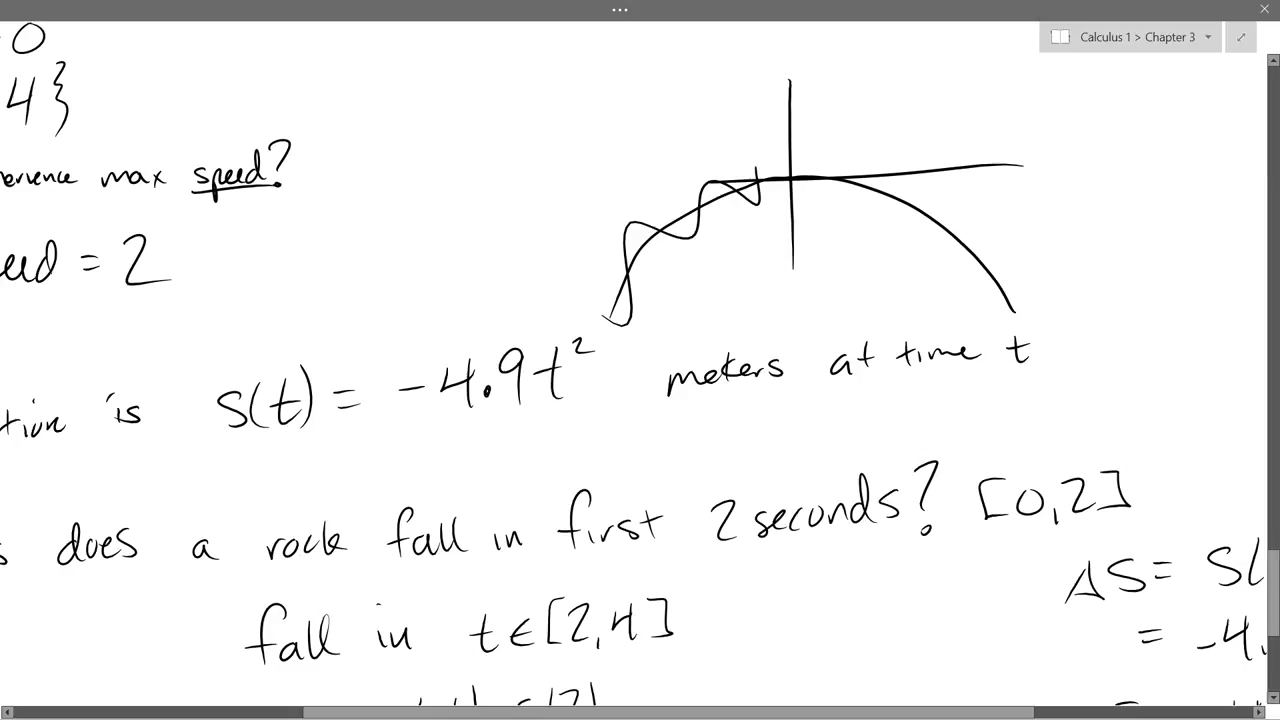 Calculus 1 > Chapter 3
0
4}
max speed?
= 2
is s(t) = -4.9t² meters at time t
does a rock fall in first 2 seconds? [0,2]
ΔS = S(
fall in t∈[2,4]
= -4.